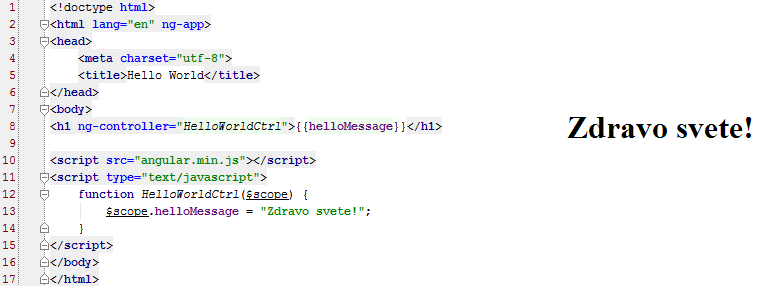 1 <!doctype html>
2 <html lang="en" ng-app>
3 <head>
4 <meta charset="utf-8">
5 <title>Hello World</title>
6 </head>
7 <body>
8 <h1 ng-controller="HelloWorldCtrl">{{helloMessage}}</h1>
9
10 <script src="angular.min.js"></script>
11 <script type="text/javascript">
12 function HelloWorldCtrl($scope) {
13 $scope.helloMessage = "Zdravo svete!";
14 }
15 </script>
16 </body>
17 </html>
Zdravo svete!